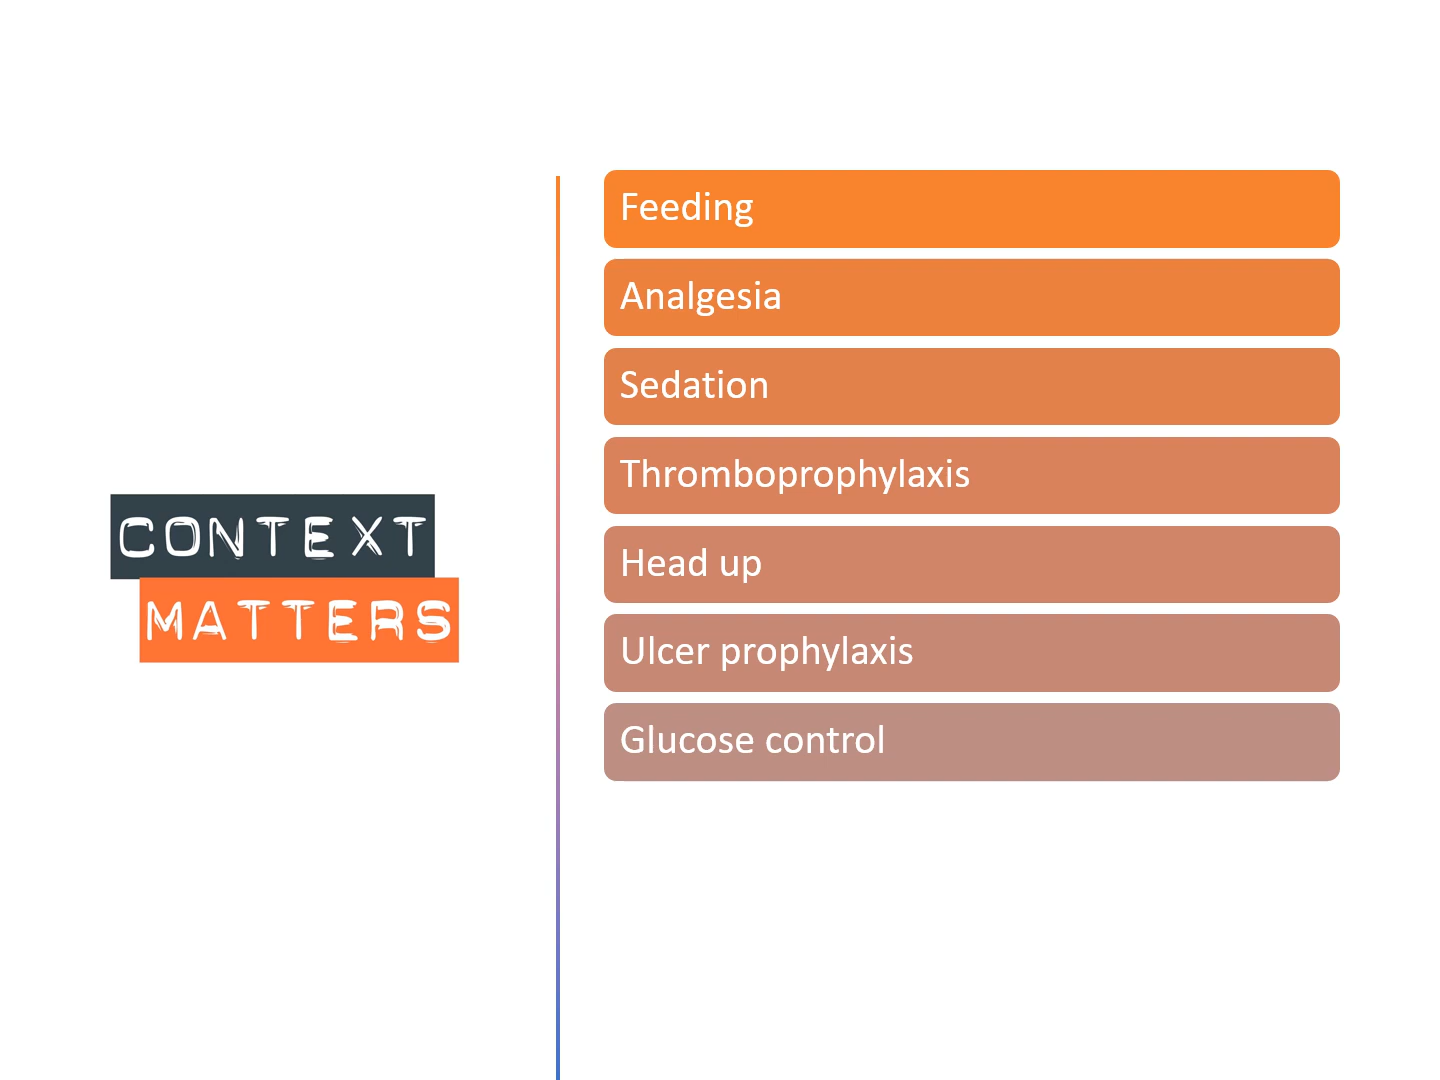 CONTEXT
MATTERS
Feeding
Analgesia
Sedation
Thromboprophylaxis
Head up
Ulcer prophylaxis
Glucose control